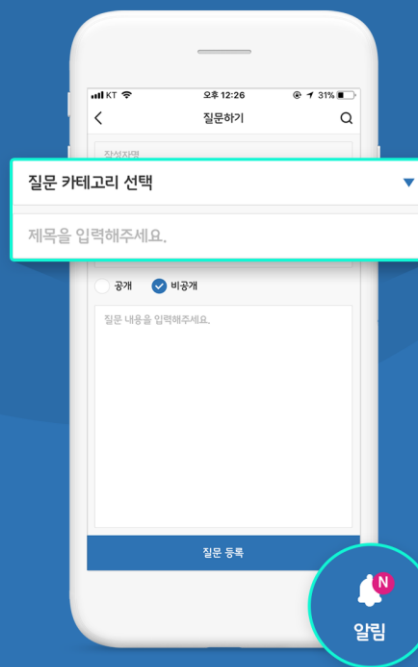 KT
오후 12:26
31%
질문하기
작성자명
질문 카테고리 선택
제목을 입력해주세요.
공개
비공개
질문 내용을 입력해주세요.
질문 등록
N
알림